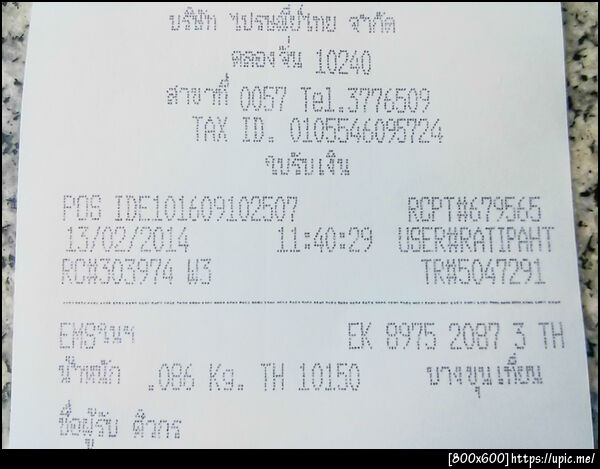 บริษัท ไปรษณีย์ไทย จำกัด
คลองจั่น 10240
สาขาที่ 0057 Tel.3776509
TAX ID. 0105546095724
ใบรับเงิน
POS IDE101609102507 RCPT#679565
13/02/2014 11:40:29 USER#RATIPAHT
RC#303974 W3 TR#5047291
EMSในฯ EK 8975 2087 3 TH
น้ำหนัก .086 Kg. TH 10150 บางขุนเทียน
ชื่อผู้รับ
[800x600]https://upic.me/